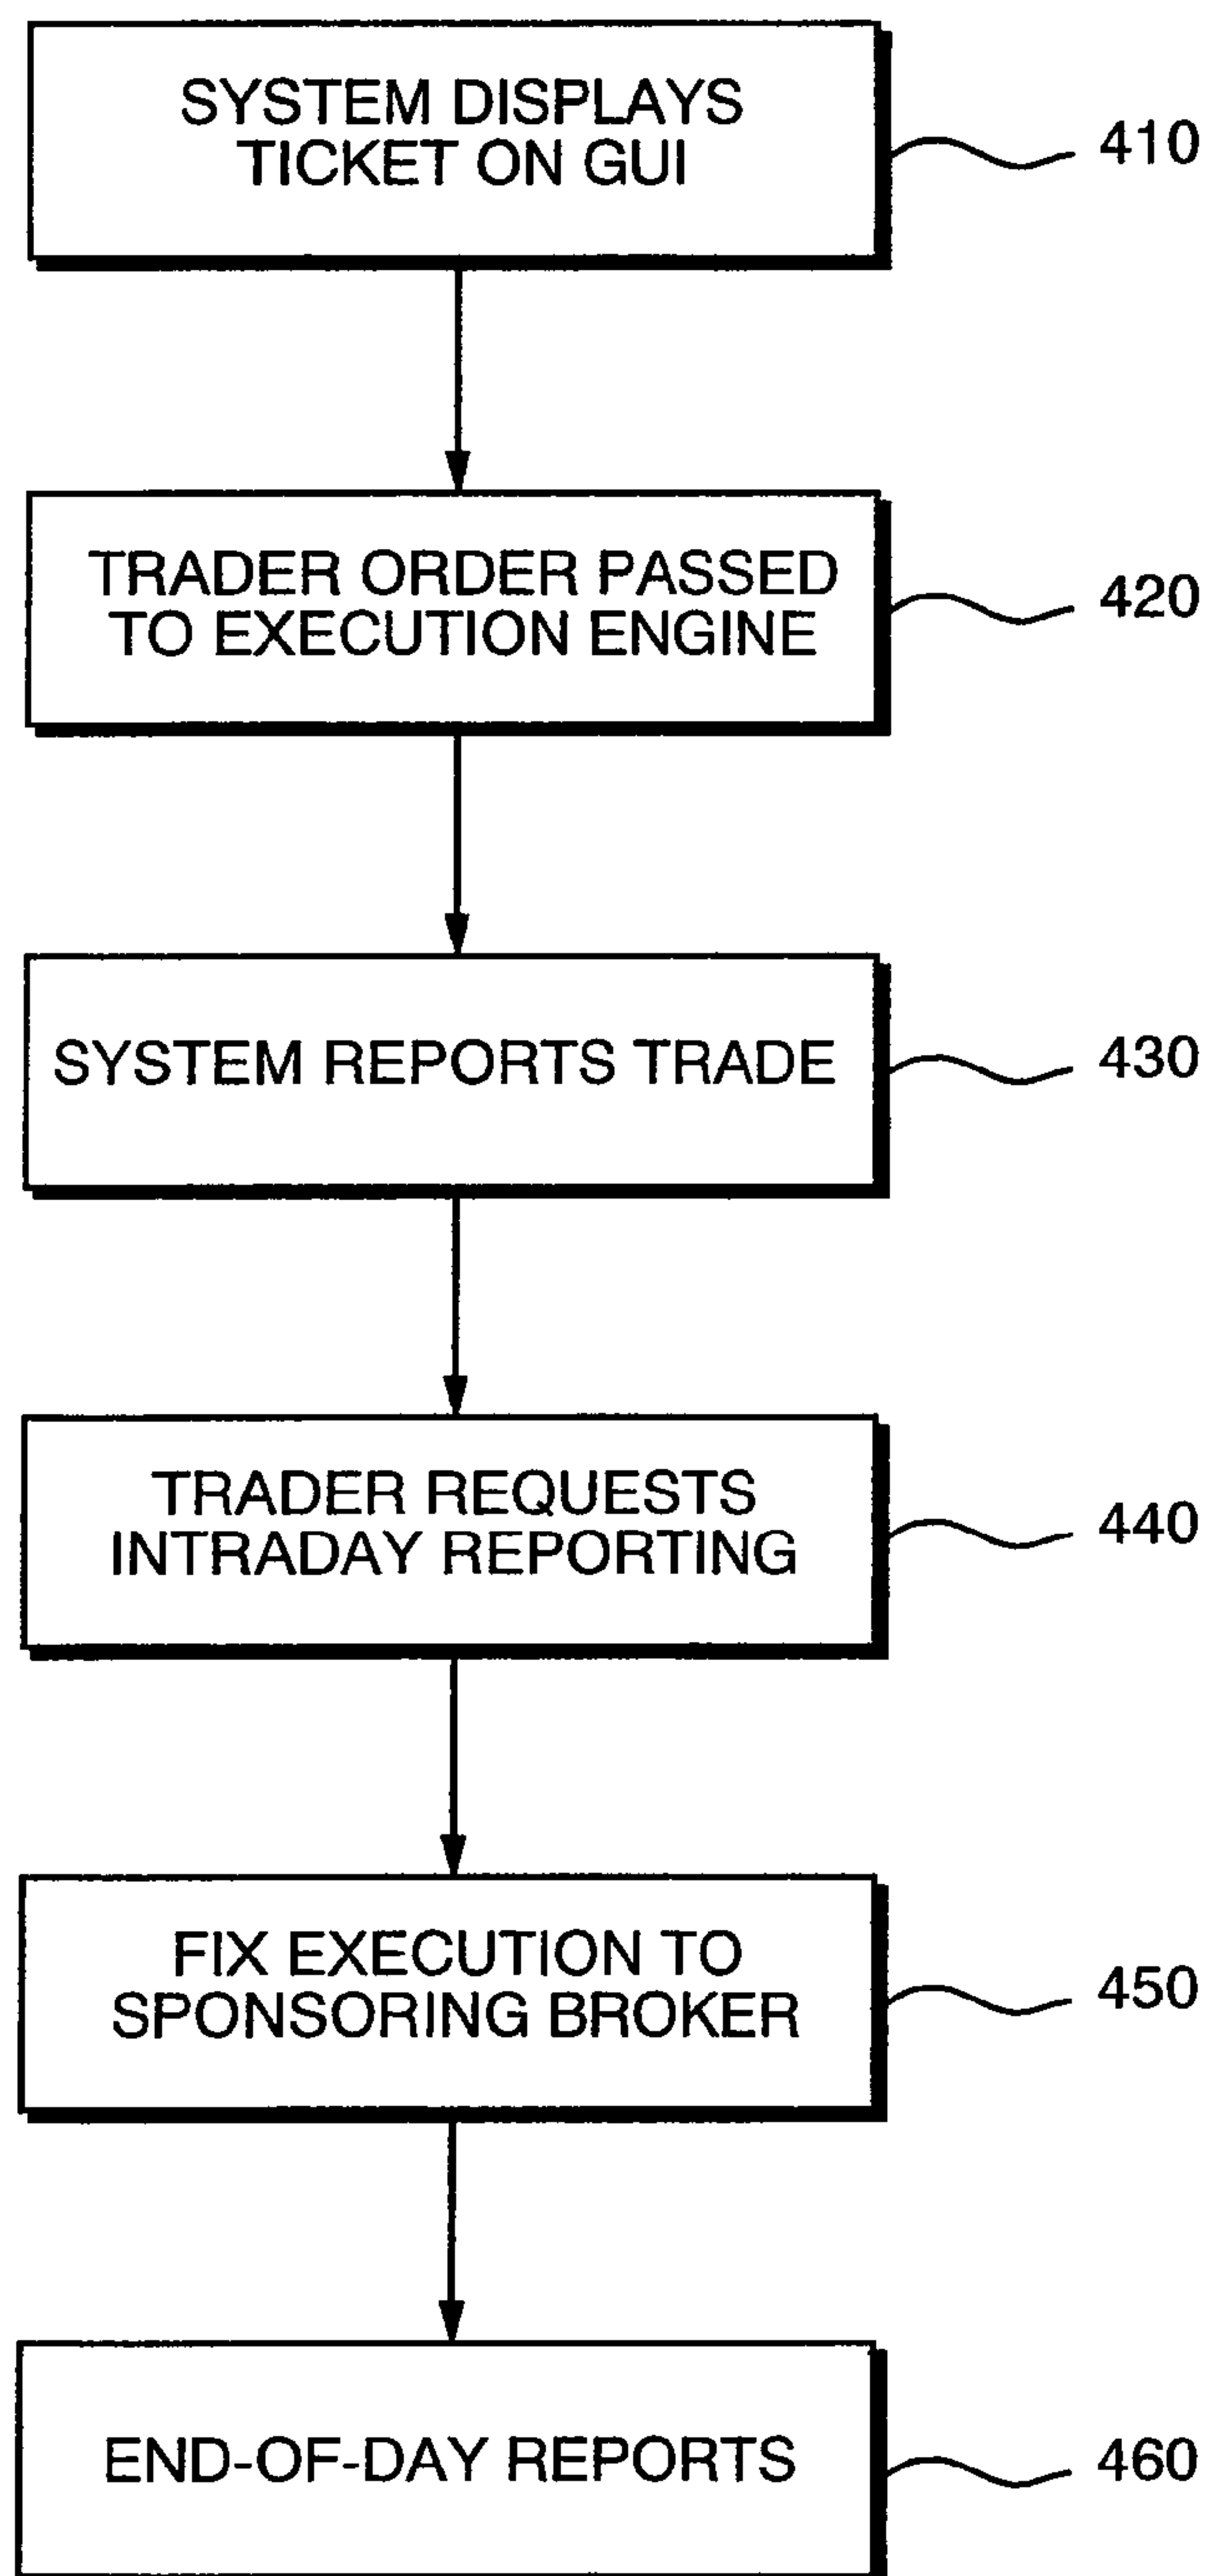 SYSTEM DISPLAYS
TICKET ON GUI
410
TRADER ORDER PASSED
TO EXECUTION ENGINE
420
SYSTEM REPORTS TRADE
430
TRADER REQUESTS
INTRADAY REPORTING
440
FIX EXECUTION TO
SPONSORING BROKER
450
END-OF-DAY REPORTS
460